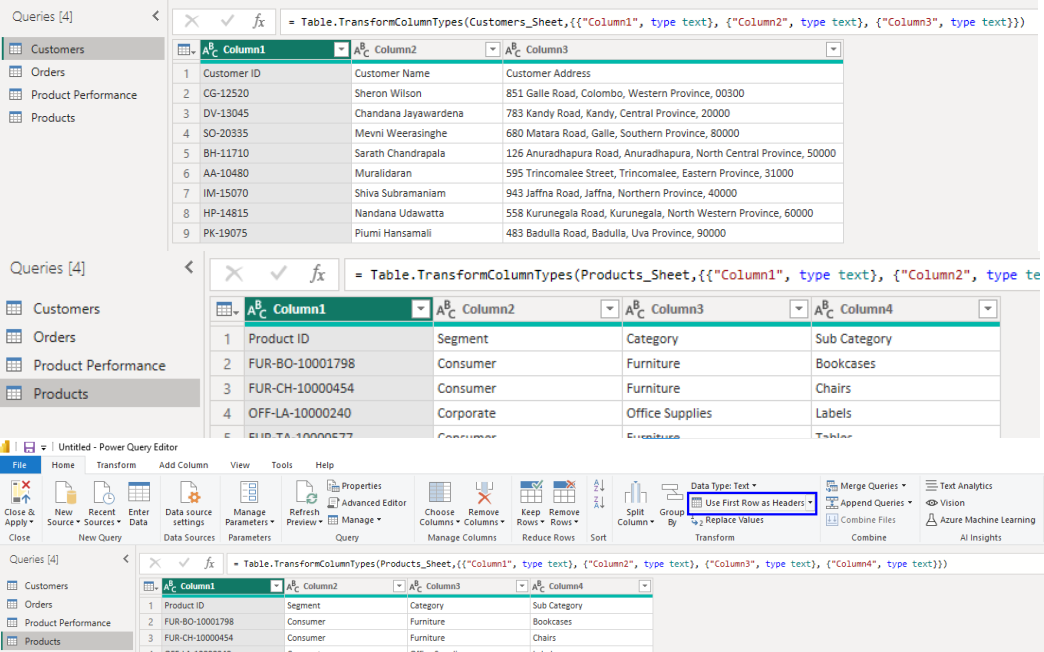 Queries [4]
fx
= Table.TransformColumnTypes(Customers_Sheet,{{"Column1", type text}, {"Column2", type text}, {"Column3", type text}})
Customers
Orders
Product Performance
Products
ABC Column1 ABC Column2 ABC Column3
1 Customer ID Customer Name Customer Address
2 CG-12520 Sheron Wilson 851 Galle Road, Colombo, Western Province, 00300
3 DV-13045 Chandana Jayawardena 783 Kandy Road, Kandy, Central Province, 20000
4 SO-20335 Mevni Weerasinghe 680 Matara Road, Galle, Southern Province, 80000
5 BH-11710 Sarath Chandrapala 126 Anuradhapura Road, Anuradhapura, North Central Province, 50000
6 AA-10480 Muralidaran 595 Trincomalee Street, Trincomalee, Eastern Province, 31000
7 IM-15070 Shiva Subramaniam 943 Jaffna Road, Jaffna, Northern Province, 40000
8 HP-14815 Nandana Udawatta 558 Kurunegala Road, Kurunegala, North Western Province, 60000
9 PK-19075 Piumi Hansamali 483 Badulla Road, Badulla, Uva Province, 90000
Queries [4]
fx
= Table.TransformColumnTypes(Products_Sheet,{{"Column1", type text}, {"Column2", type te
Customers
Orders
Product Performance
Products
ABC Column1 ABC Column2 ABC Column3 ABC Column4
1 Product ID Segment Category Sub Category
2 FUR-BO-10001798 Consumer Furniture Bookcases
3 FUR-CH-10000454 Consumer Furniture Chairs
4 OFF-LA-10000240 Corporate Office Supplies Labels
5 FUR-TA-10000577 Consumer Furniture Tables
Untitled - Power Query Editor
File Home Transform Add Column View Tools Help
Close & Apply
Close
New Source
Recent Sources
Enter Data
New Query
Data source settings
Data Sources
Manage Parameters
Parameters
Refresh Preview
Properties
Advanced Editor
Manage
Query
Choose Columns
Remove Columns
Manage Columns
Keep Rows
Remove Rows
Reduce Rows
A Z
Z A
Sort
Split Column
Group By
Data Type: Text
Use First Row as Headers
1 2 Replace Values
Transform
Merge Queries
Append Queries
Combine Files
Combine
Text Analytics
Vision
Azure Machine Learning
AI Insights
Queries [4]
fx
= Table.TransformColumnTypes(Products_Sheet,{{"Column1", type text}, {"Column2", type text}, {"Column3", type text}, {"Column4", type text}})
Customers
Orders
Product Performance
Products
ABC Column1 ABC Column2 ABC Column3 ABC Column4
1 Product ID Segment Category Sub Category
2 FUR-BO-10001798 Consumer Furniture Bookcases
3 FUR-CH-10000454 Consumer Furniture Chairs